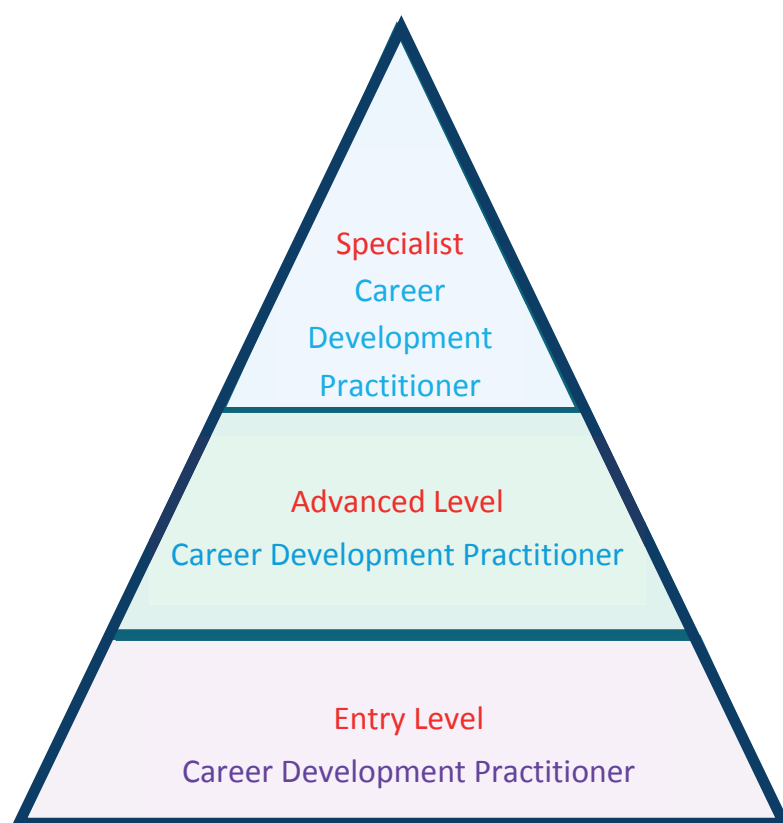 Specialist
Career
Development
Practitioner
Advanced Level
Career Development Practitioner
Entry Level
Career Development Practitioner